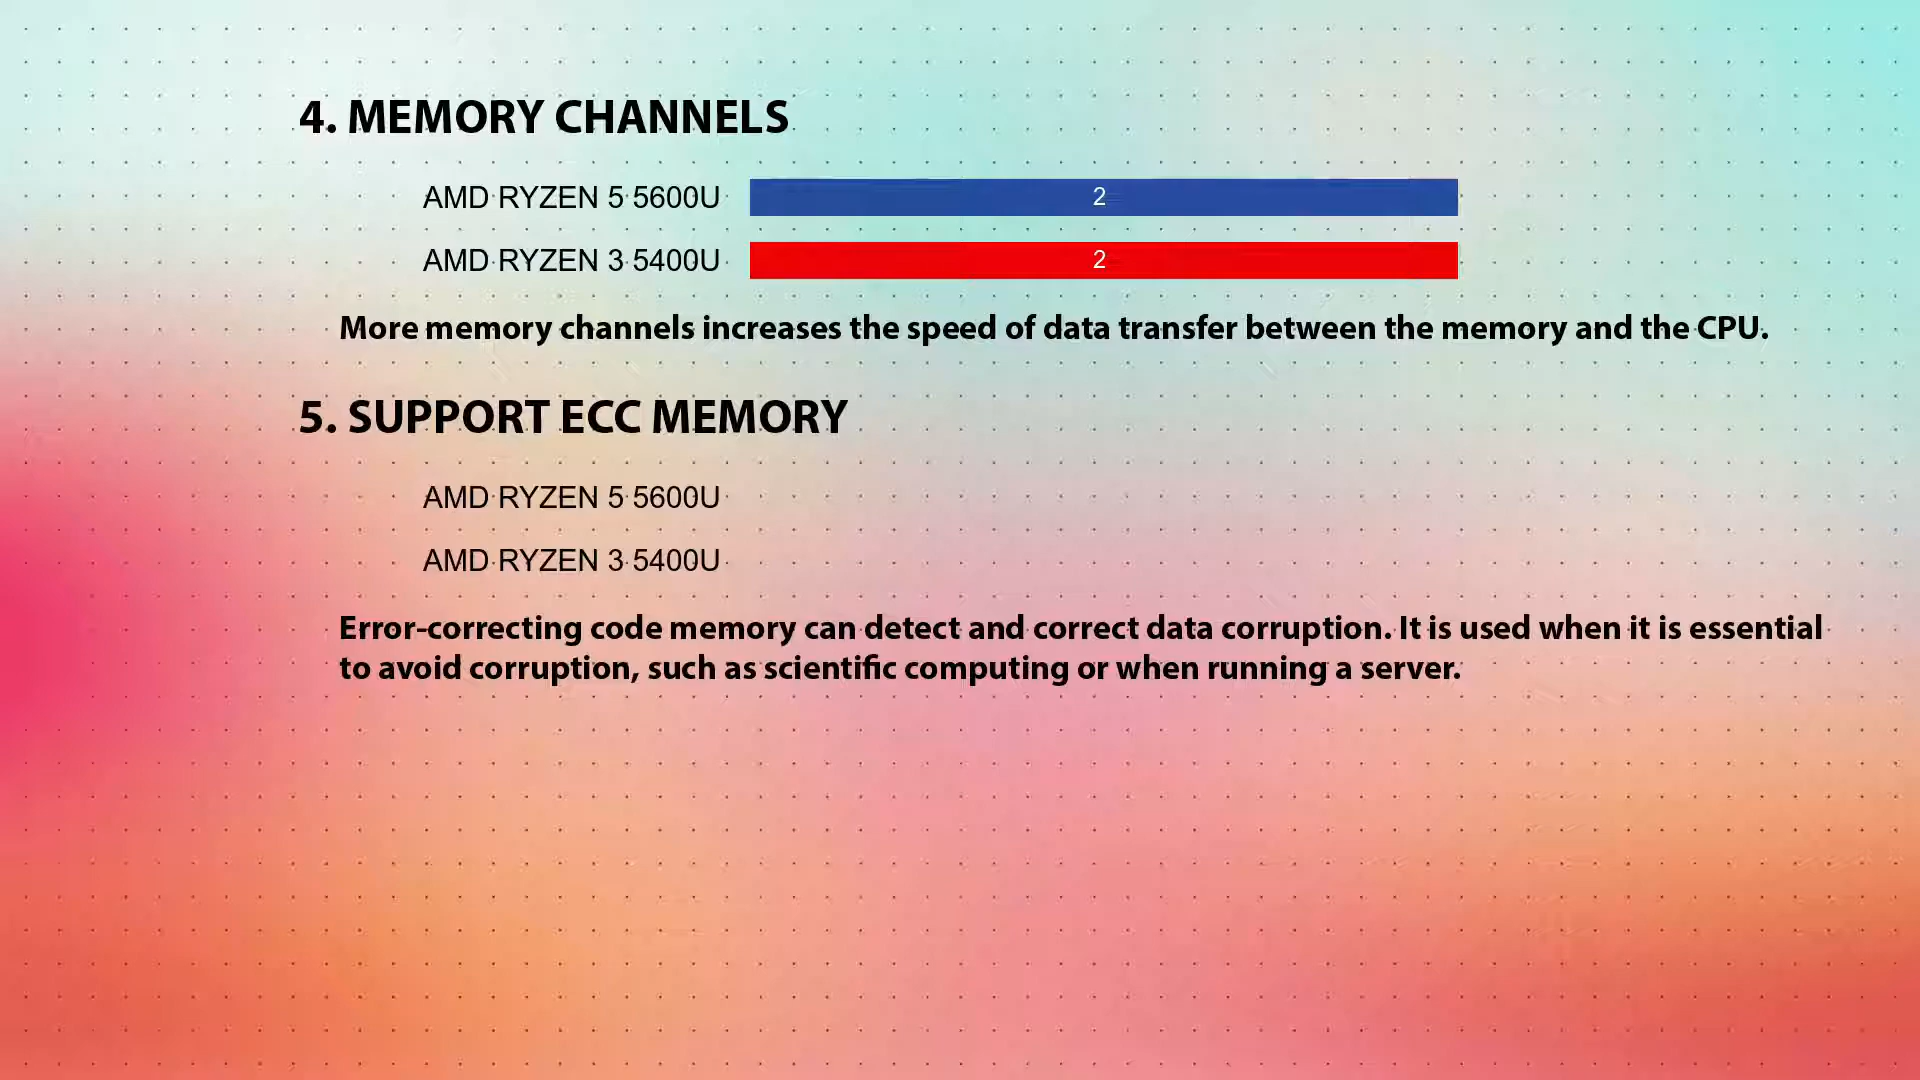 4. MEMORY CHANNELS
AMD RYZEN 5 5600U 2
AMD RYZEN 3 5400U 2
More memory channels increases the speed of data transfer between the memory and the CPU.
5. SUPPORT ECC MEMORY
AMD RYZEN 5 5600U
AMD RYZEN 3 5400U
Error-correcting code memory can detect and correct data corruption. It is used when it is essential
to avoid corruption, such as scientific computing or when running a server.